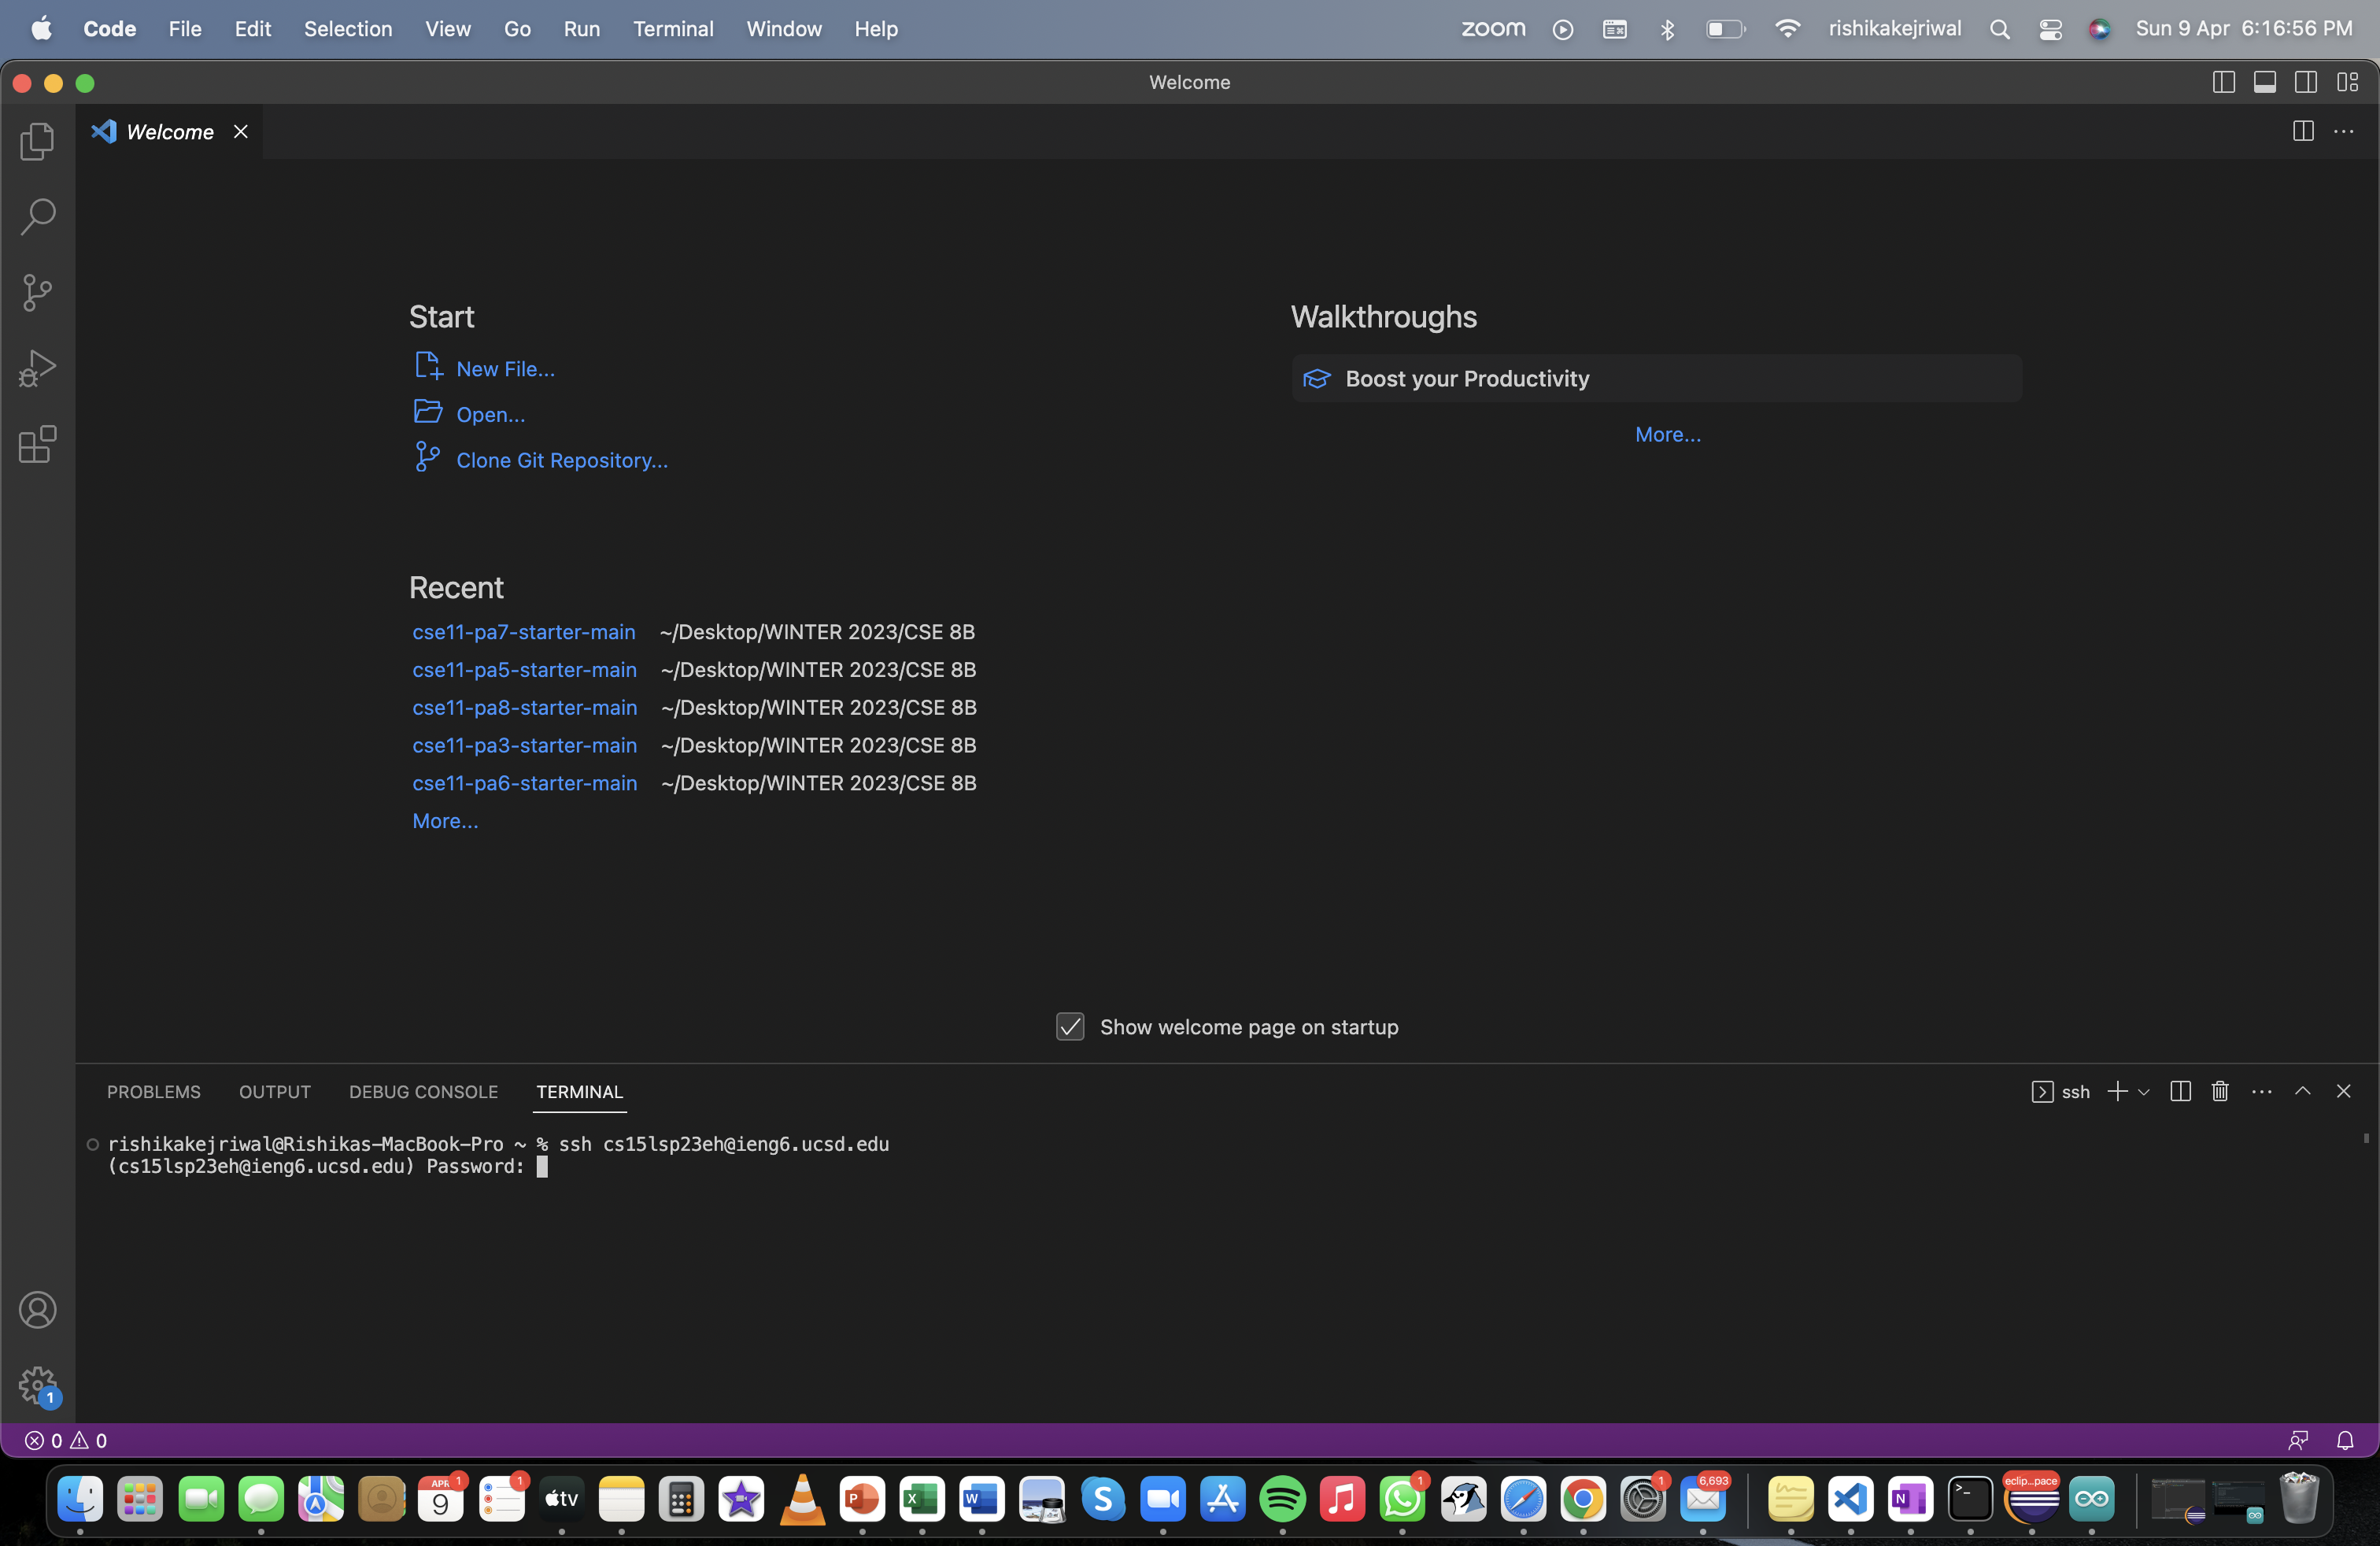 Code File Edit Selection View Go Run Terminal Window Help zoom rishikakejriwal Sun 9 Apr 6:16:56 PM
Welcome
Welcome
Start
New File...
Open...
Clone Git Repository...
Walkthroughs
Boost your Productivity
More...
Recent
cse11-pa7-starter-main ~/Desktop/WINTER 2023/CSE 8B
cse11-pa5-starter-main ~/Desktop/WINTER 2023/CSE 8B
cse11-pa8-starter-main ~/Desktop/WINTER 2023/CSE 8B
cse11-pa3-starter-main ~/Desktop/WINTER 2023/CSE 8B
cse11-pa6-starter-main ~/Desktop/WINTER 2023/CSE 8B
More...
Show welcome page on startup
PROBLEMS OUTPUT DEBUG CONSOLE TERMINAL ssh
rishikakejriwal@Rishikas-MacBook-Pro ~ % ssh cs15lsp23eh@ieng6.ucsd.edu
(cs15lsp23eh@ieng6.ucsd.edu) Password:
1
0 0
APR 9 1 1 tv P X W S 1 1 6,693 N >_ eclip...pace